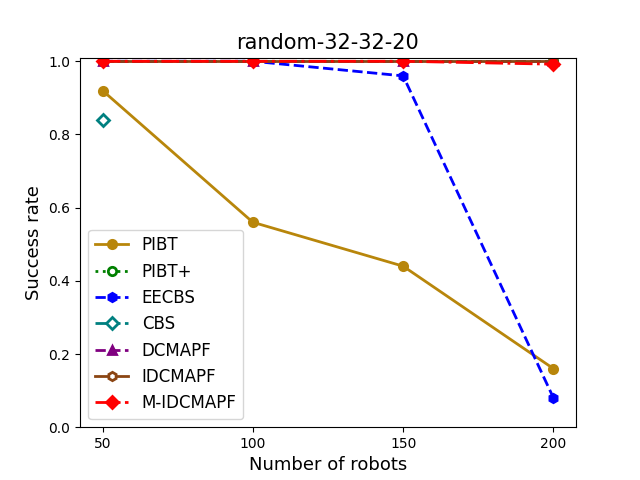 random-32-32-20
1.0
0.8
0.6
0.4
0.2
0.0
Success rate
PIBT
PIBT+
EECBS
CBS
DCMAPF
IDCMAPF
M-IDCMAPF
50 100 150 200
Number of robots